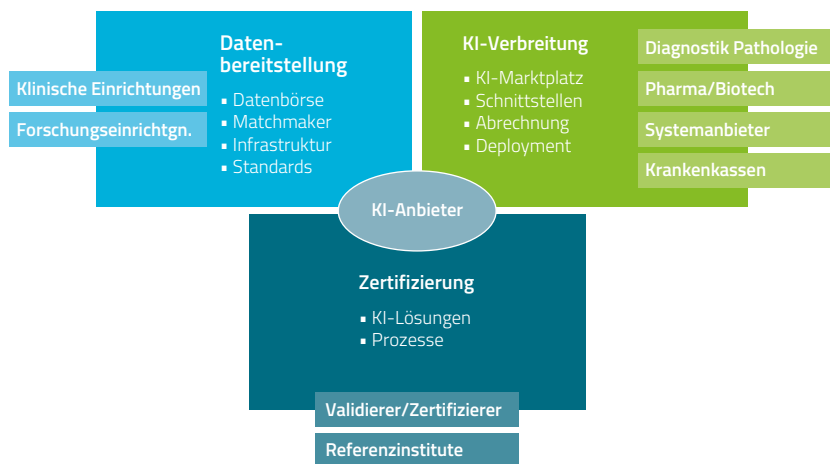 Daten-
bereitstellung
▪ Datenbörse
▪ Matchmaker
▪ Infrastruktur
▪ Standards
Klinische Einrichtungen
Forschungseinrichtgn.
KI-Verbreitung
▪ KI-Marktplatz
▪ Schnittstellen
▪ Abrechnung
▪ Deployment
Diagnostik Pathologie
Pharma/Biotech
Systemanbieter
Krankenkassen
KI-Anbieter
Zertifizierung
▪ KI-Lösungen
▪ Prozesse
Validierer/Zertifizierer
Referenzinstitute